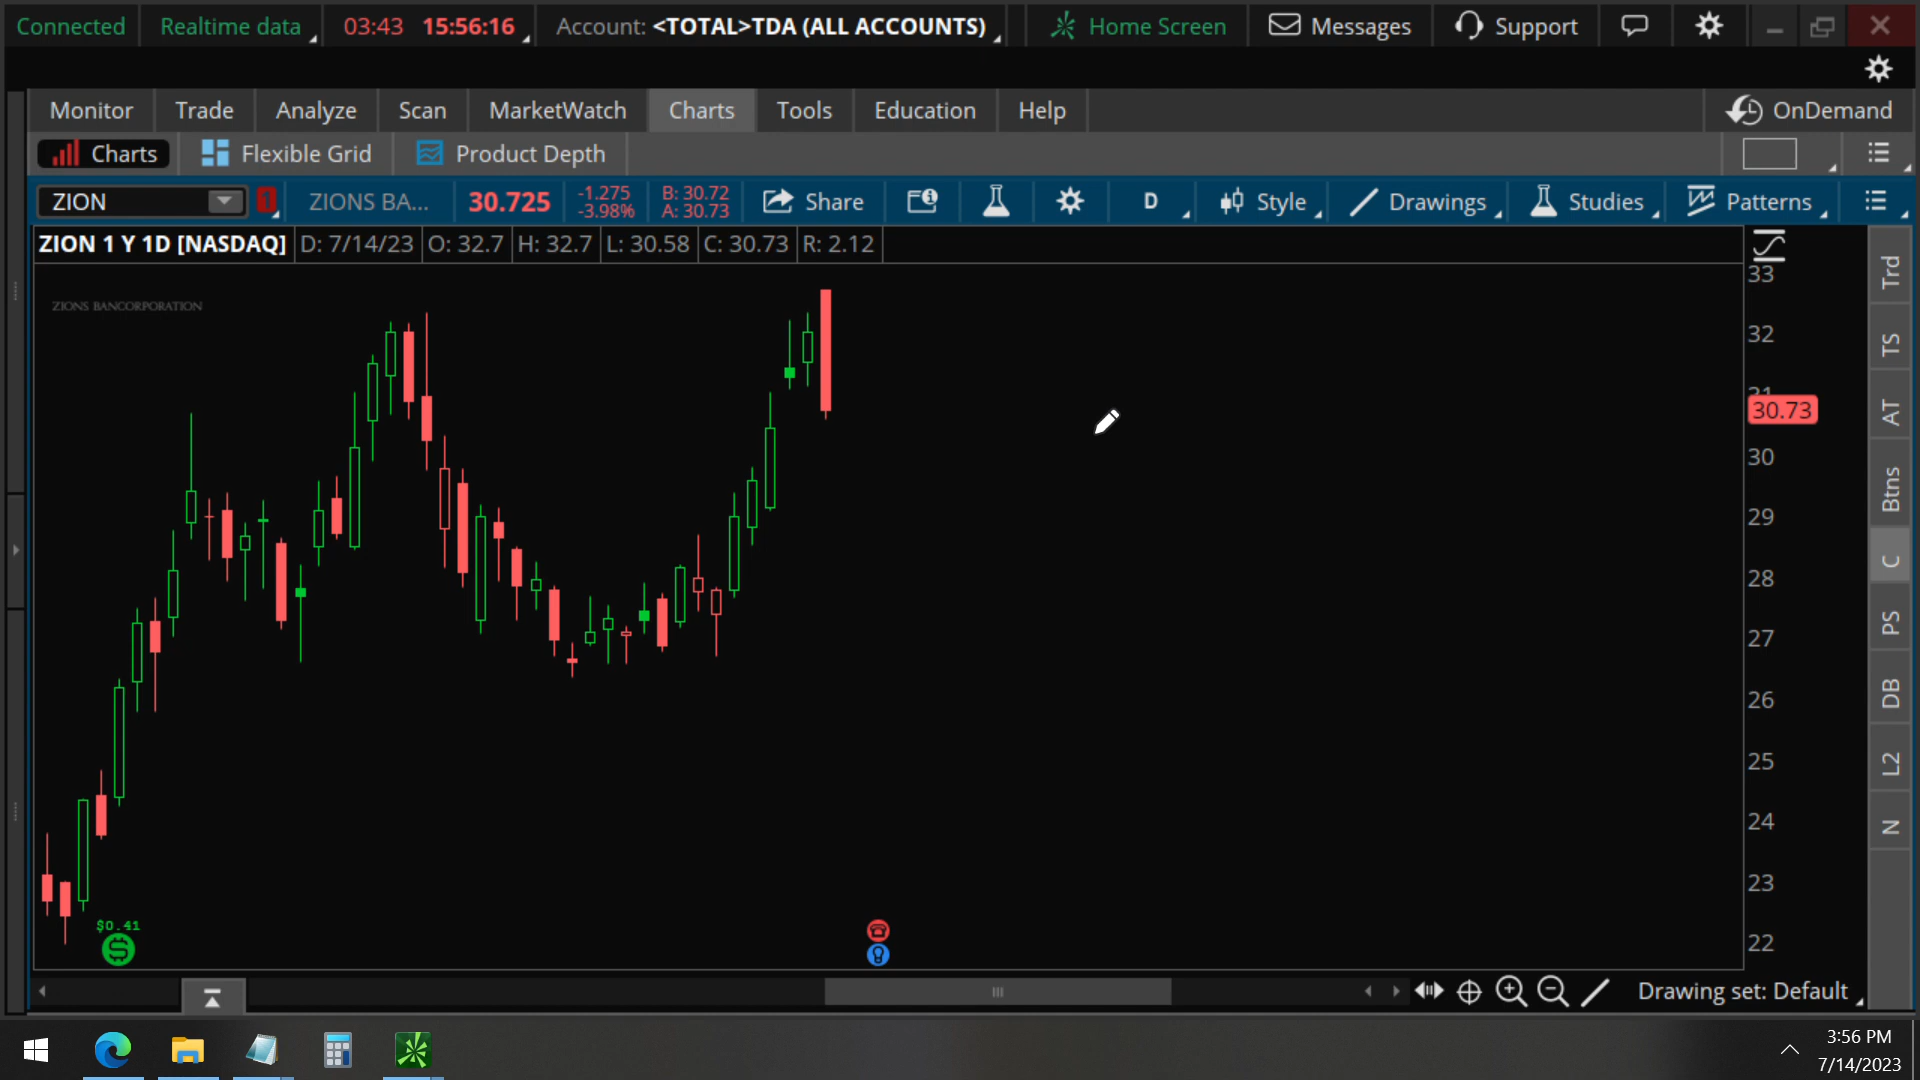 Connected Realtime data 03:43 15:56:16 Account: <TOTAL>TDA (ALL ACCOUNTS) Home Screen Messages Support
Monitor Trade Analyze Scan MarketWatch Charts Tools Education Help OnDemand
Charts Flexible Grid Product Depth
ZION 1 ZIONS BA... 30.725 -1.275 B: 30.72 Share D Style Drawings Studies Patterns
-3.98% A: 30.73
ZION 1 Y 1D [NASDAQ] D: 7/14/23 O: 32.7 H: 32.7 L: 30.58 C: 30.73 R: 2.12
ZIONS BANCORPORATION
33
32
31
30.73
30
29
28
27
26
25
24
23
22
Trd
TS
AT
Btns
C
PS
DB
L2
N
$0.41
$
Drawing set: Default
3:56 PM
7/14/2023